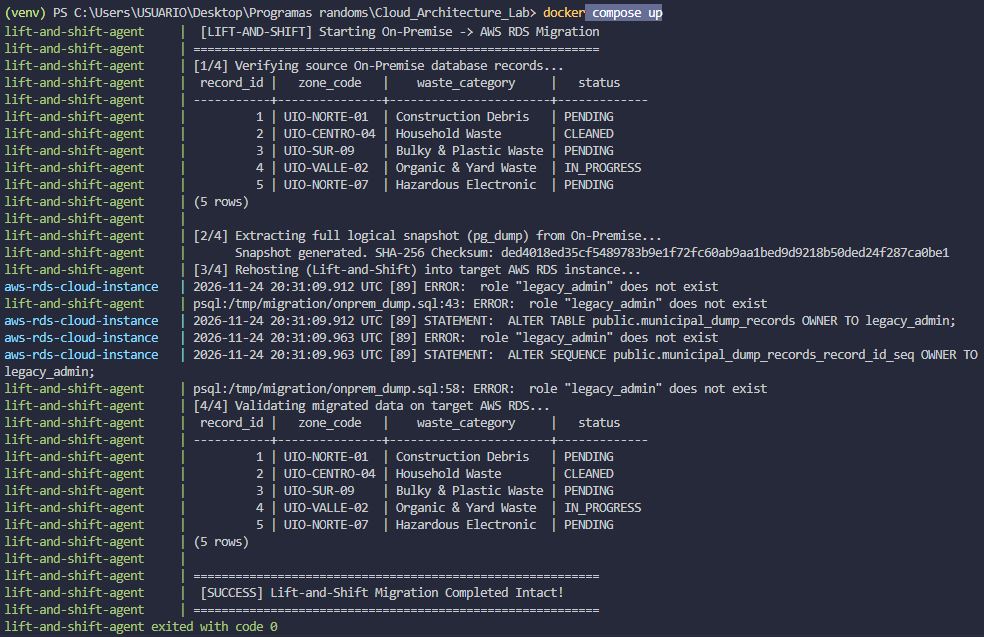 (venv) PS C:\Users\USUARIO\Desktop\Programas randoms\Cloud_Architecture_Lab> docker compose up
lift-and-shift-agent     |  [LIFT-AND-SHIFT] Starting On-Premise -> AWS RDS Migration
lift-and-shift-agent     | ==========================================================
lift-and-shift-agent     | [1/4] Verifying source On-Premise database records...
lift-and-shift-agent     |  record_id |   zone_code   |    waste_category     |   status
lift-and-shift-agent     | -----------+---------------+-----------------------+-------------
lift-and-shift-agent     |          1 | UIO-NORTE-01  | Construction Debris   | PENDING
lift-and-shift-agent     |          2 | UIO-CENTRO-04 | Household Waste       | CLEANED
lift-and-shift-agent     |          3 | UIO-SUR-09    | Bulky & Plastic Waste | PENDING
lift-and-shift-agent     |          4 | UIO-VALLE-02  | Organic & Yard Waste  | IN_PROGRESS
lift-and-shift-agent     |          5 | UIO-NORTE-07  | Hazardous Electronic  | PENDING
lift-and-shift-agent     | (5 rows)
lift-and-shift-agent     |
lift-and-shift-agent     | [2/4] Extracting full logical snapshot (pg_dump) from On-Premise...
lift-and-shift-agent     |       Snapshot generated. SHA-256 Checksum: ded4018ed35cf5489783b9e1f72fc60ab9aa1bed9d9218b50ded24f287ca0be1
lift-and-shift-agent     | [3/4] Rehosting (Lift-and-Shift) into target AWS RDS instance...
aws-rds-cloud-instance   | 2026-11-24 20:31:09.912 UTC [89] ERROR:  role "legacy_admin" does not exist
lift-and-shift-agent     | psql:/tmp/migration/onprem_dump.sql:43: ERROR:  role "legacy_admin" does not exist
aws-rds-cloud-instance   | 2026-11-24 20:31:09.912 UTC [89] STATEMENT:  ALTER TABLE public.municipal_dump_records OWNER TO legacy_admin;
aws-rds-cloud-instance   | 2026-11-24 20:31:09.963 UTC [89] ERROR:  role "legacy_admin" does not exist
aws-rds-cloud-instance   | 2026-11-24 20:31:09.963 UTC [89] STATEMENT:  ALTER SEQUENCE public.municipal_dump_records_record_id_seq OWNER TO
legacy_admin;
lift-and-shift-agent     | psql:/tmp/migration/onprem_dump.sql:58: ERROR:  role "legacy_admin" does not exist
lift-and-shift-agent     | [4/4] Validating migrated data on target AWS RDS...
lift-and-shift-agent     |  record_id |   zone_code   |    waste_category     |   status
lift-and-shift-agent     | -----------+---------------+-----------------------+-------------
lift-and-shift-agent     |          1 | UIO-NORTE-01  | Construction Debris   | PENDING
lift-and-shift-agent     |          2 | UIO-CENTRO-04 | Household Waste       | CLEANED
lift-and-shift-agent     |          3 | UIO-SUR-09    | Bulky & Plastic Waste | PENDING
lift-and-shift-agent     |          4 | UIO-VALLE-02  | Organic & Yard Waste  | IN_PROGRESS
lift-and-shift-agent     |          5 | UIO-NORTE-07  | Hazardous Electronic  | PENDING
lift-and-shift-agent     | (5 rows)
lift-and-shift-agent     |
lift-and-shift-agent     | ==========================================================
lift-and-shift-agent     |  [SUCCESS] Lift-and-Shift Migration Completed Intact!
lift-and-shift-agent     | ==========================================================
lift-and-shift-agent exited with code 0